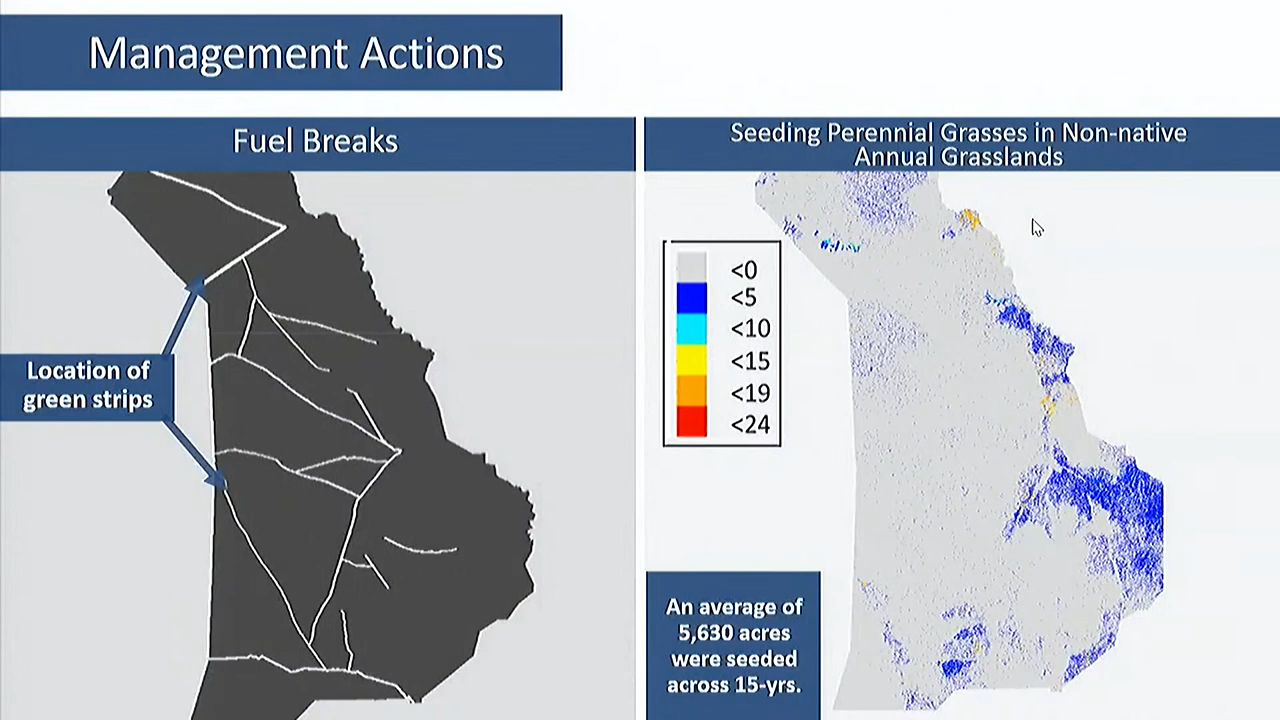 Management Actions
Fuel Breaks
Location of
green strips
Seeding Perennial Grasses in Non-native
Annual Grasslands
<0
<5
<10
<15
<19
<24
An average of
5,630 acres
were seeded
across 15-yrs.